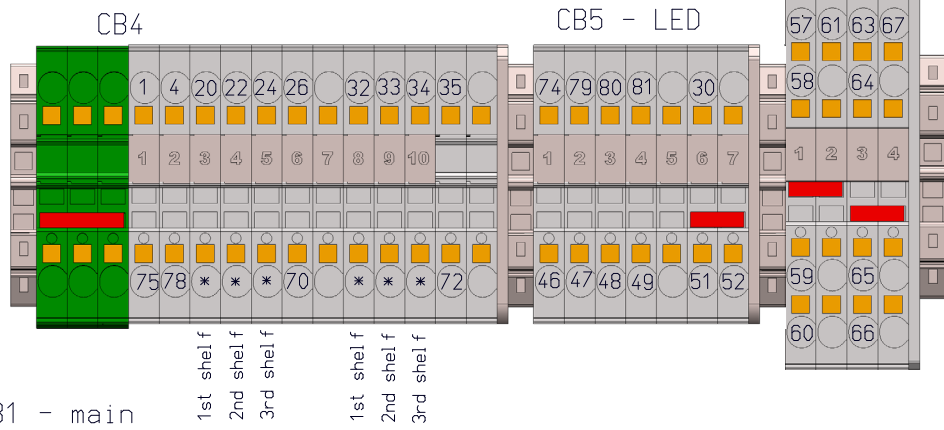 CB4
CB5 - LED
57 61 63 67
58 64
1 4 20 22 24 26 32 33 34 35
74 79 80 81 30
1 2 3 4 5 6 7 8 9 10
1 2 3 4 5 6 7
1 2 3 4
75 78 * * * 70 * * * 72
46 47 48 49 51 52
59 65
60 66
1st shelf
2nd shelf
3rd shelf
1st shelf
2nd shelf
3rd shelf
1 - main